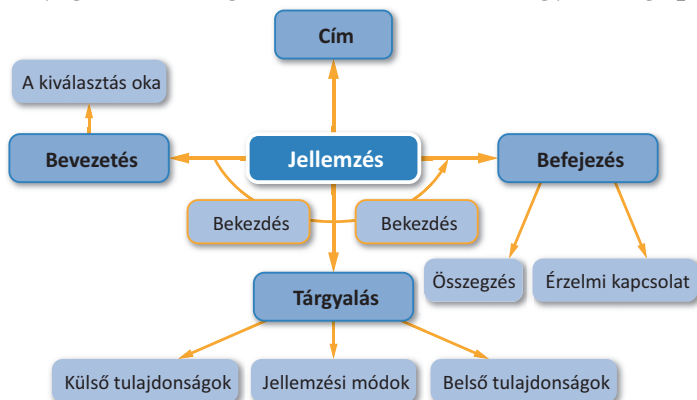 Cím
A kiválasztás oka
Bevezetés
Jellemzés
Befejezés
Bekezdés
Bekezdés
Összegzés
Érzelmi kapcsolat
Tárgyalás
Külső tulajdonságok
Jellemzési módok
Belső tulajdonságok